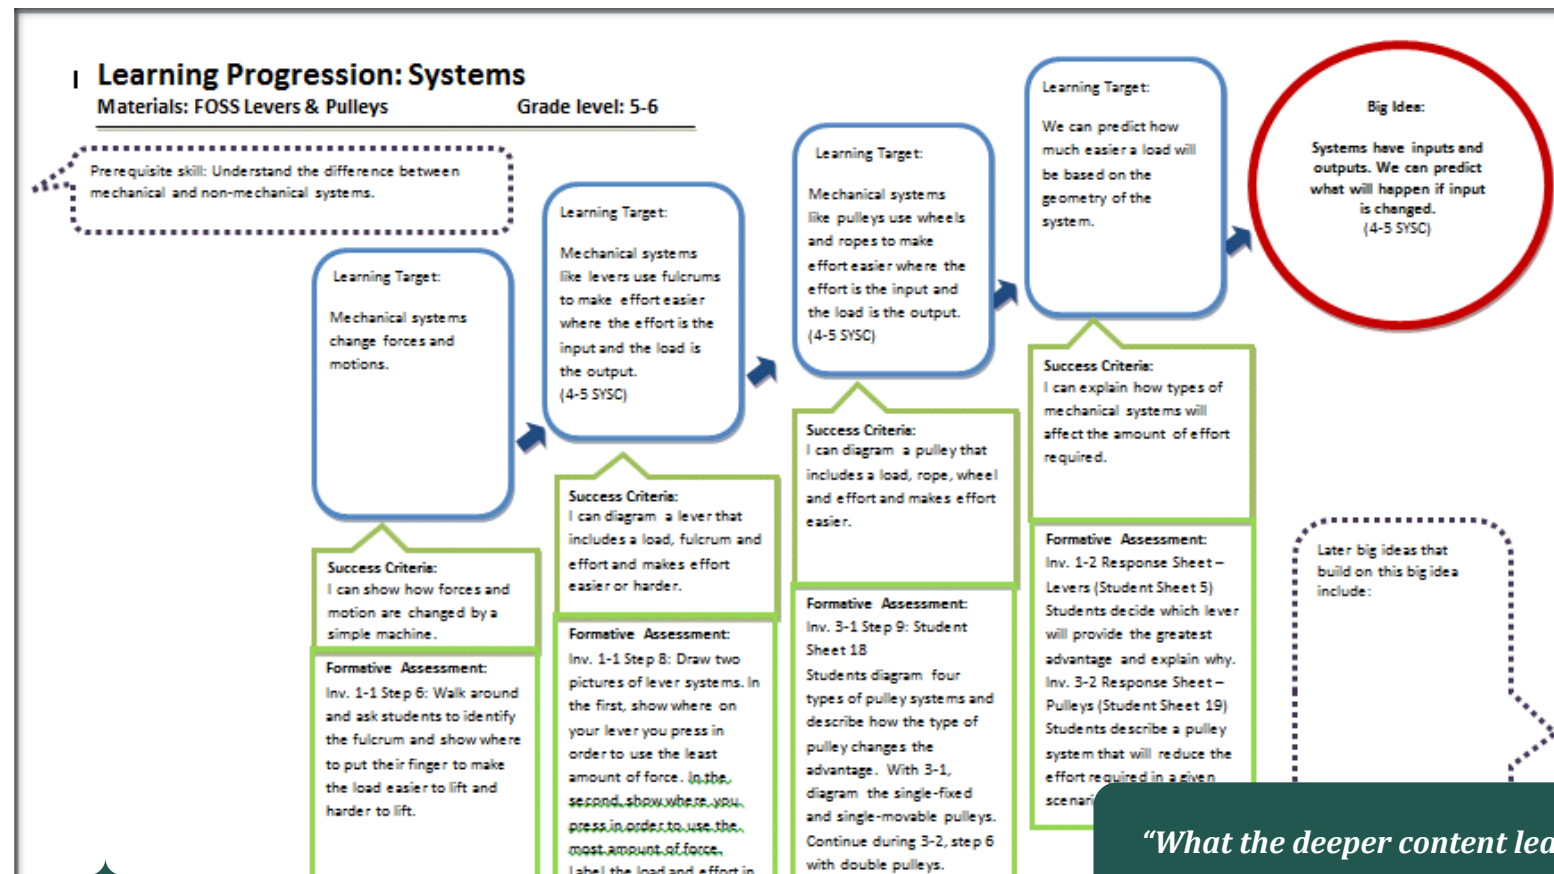 Learning Progression: Systems
Materials: FOSS Levers & Pulleys Grade level: 5-6
Prerequisite skill: Understand the difference between
mechanical and non-mechanical systems.
Learning Target:
Mechanical systems
change forces and
motions.
Success Criteria:
I can show how forces and
motion are changed by a
simple machine.
Formative Assessment:
Inv. 1-1 Step 6: Walk around
and ask students to identify
the fulcrum and show where
to put their finger to make
the load easier to lift and
harder to lift.
Learning Target:
Mechanical systems
like levers use fulcrums
to make effort easier
where the effort is the
input and the load is
the output.
(4-5 SYSC)
Success Criteria:
I can diagram a lever that
includes a load, fulcrum and
effort and makes effort
easier or harder.
Formative Assessment:
Inv. 1-1 Step 8: Draw two
pictures of lever systems. In
the first, show where on
your lever you press in
order to use the least
amount of force. In the
second, show where you
press in order to use the
most amount of force.
Label the load and effort in
Learning Target:
Mechanical systems
like pulleys use wheels
and ropes to make
effort easier where the
effort is the input and
the load is the output.
(4-5 SYSC)
Success Criteria:
I can diagram a pulley that
includes a load, rope, wheel
and effort and makes effort
easier.
Formative Assessment:
Inv. 3-1 Step 9: Student
Sheet 18
Students diagram four
types of pulley systems and
describe how the type of
pulley changes the
advantage. With 3-1,
diagram the single-fixed
and single-movable pulleys.
Continue during 3-2, step 6
with double pulleys.
Learning Target:
We can predict how
much easier a load will
be based on the
geometry of the
system.
Success Criteria:
I can explain how types of
mechanical systems will
affect the amount of effort
required.
Formative Assessment:
Inv. 1-2 Response Sheet –
Levers (Student Sheet 5)
Students decide which lever
will provide the greatest
advantage and explain why.
Inv. 3-2 Response Sheet –
Pulleys (Student Sheet 19)
Students describe a pulley
system that will reduce the
effort required in a given
scenari
Big Idea:
Systems have inputs and
outputs. We can predict
what will happen if input
is changed.
(4-5 SYSC)
Later big ideas that
build on this big idea
include:
“What the deeper content lea